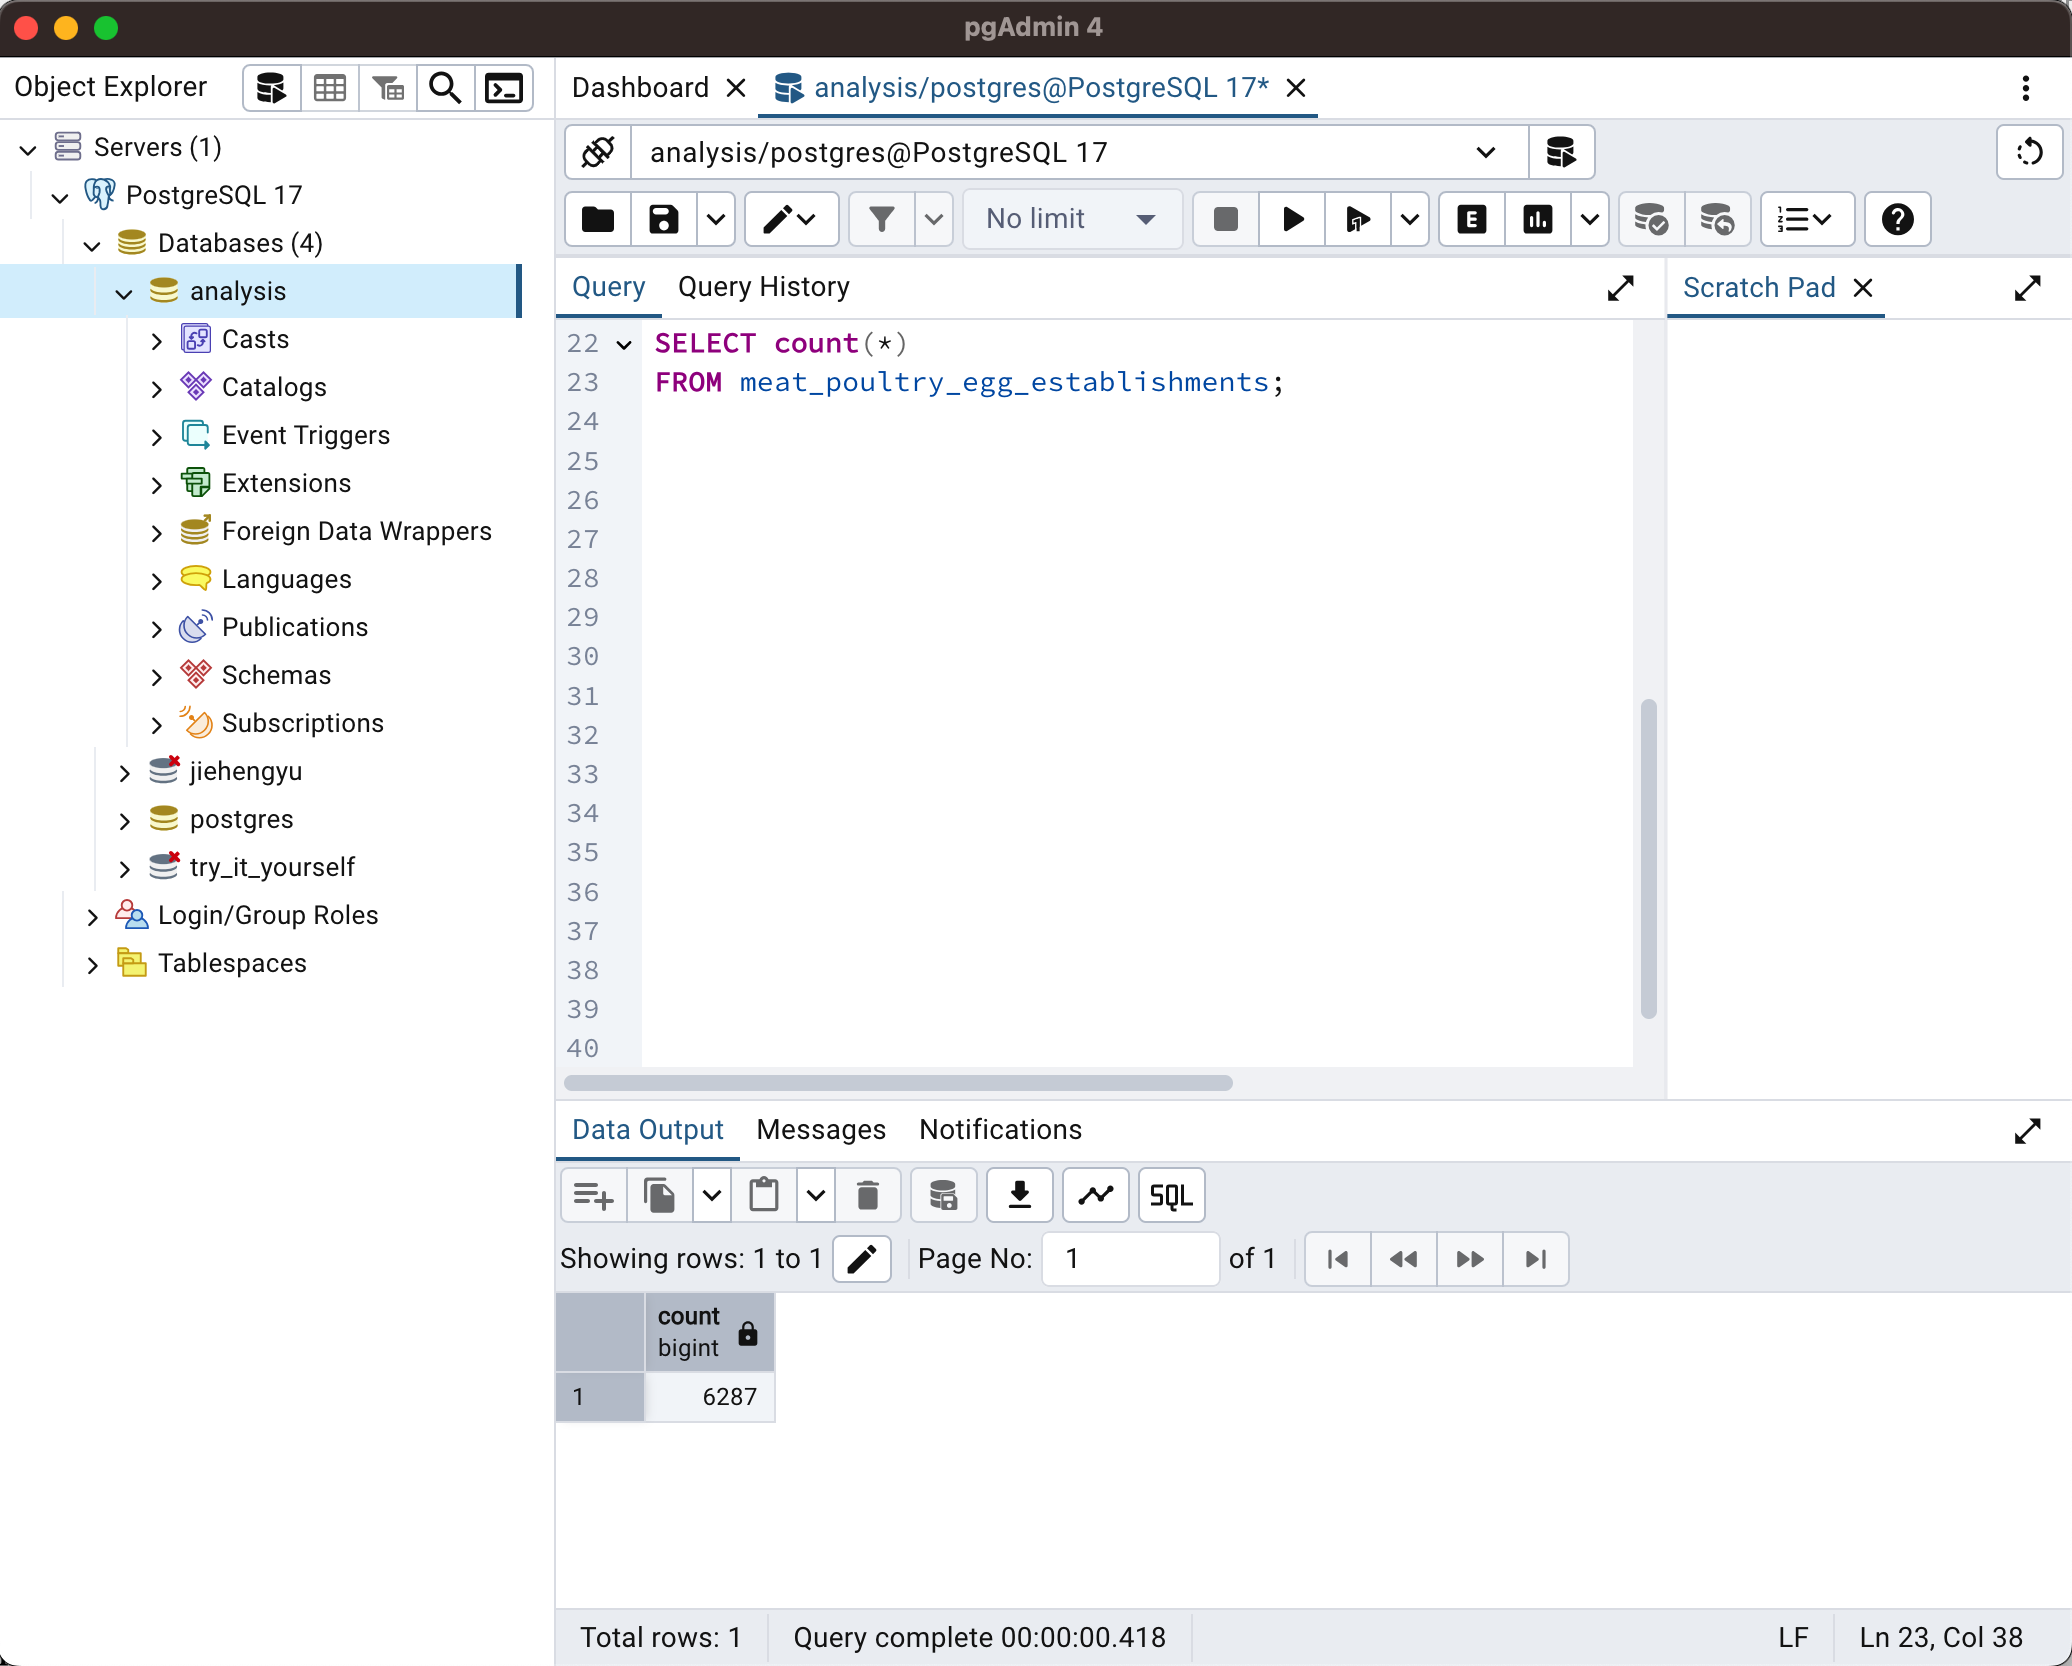 pgAdmin 4
Object Explorer
Servers (1)
PostgreSQL 17
Databases (4)
analysis
Casts
Catalogs
Event Triggers
Extensions
Foreign Data Wrappers
Languages
Publications
Schemas
Subscriptions
jiehengyu
postgres
try_it_yourself
Login/Group Roles
Tablespaces
Dashboard
analysis/postgres@PostgreSQL 17*
analysis/postgres@PostgreSQL 17
No limit
E
Query
Query History
Scratch Pad
22 SELECT count(*)
23 FROM meat_poultry_egg_establishments;
24
25
26
27
28
29
30
31
32
33
34
35
36
37
38
39
40
Data Output
Messages
Notifications
SQL
Showing rows: 1 to 1
Page No: 1 of 1
count
bigint
1 6287
Total rows: 1
Query complete 00:00:00.418
LF
Ln 23, Col 38